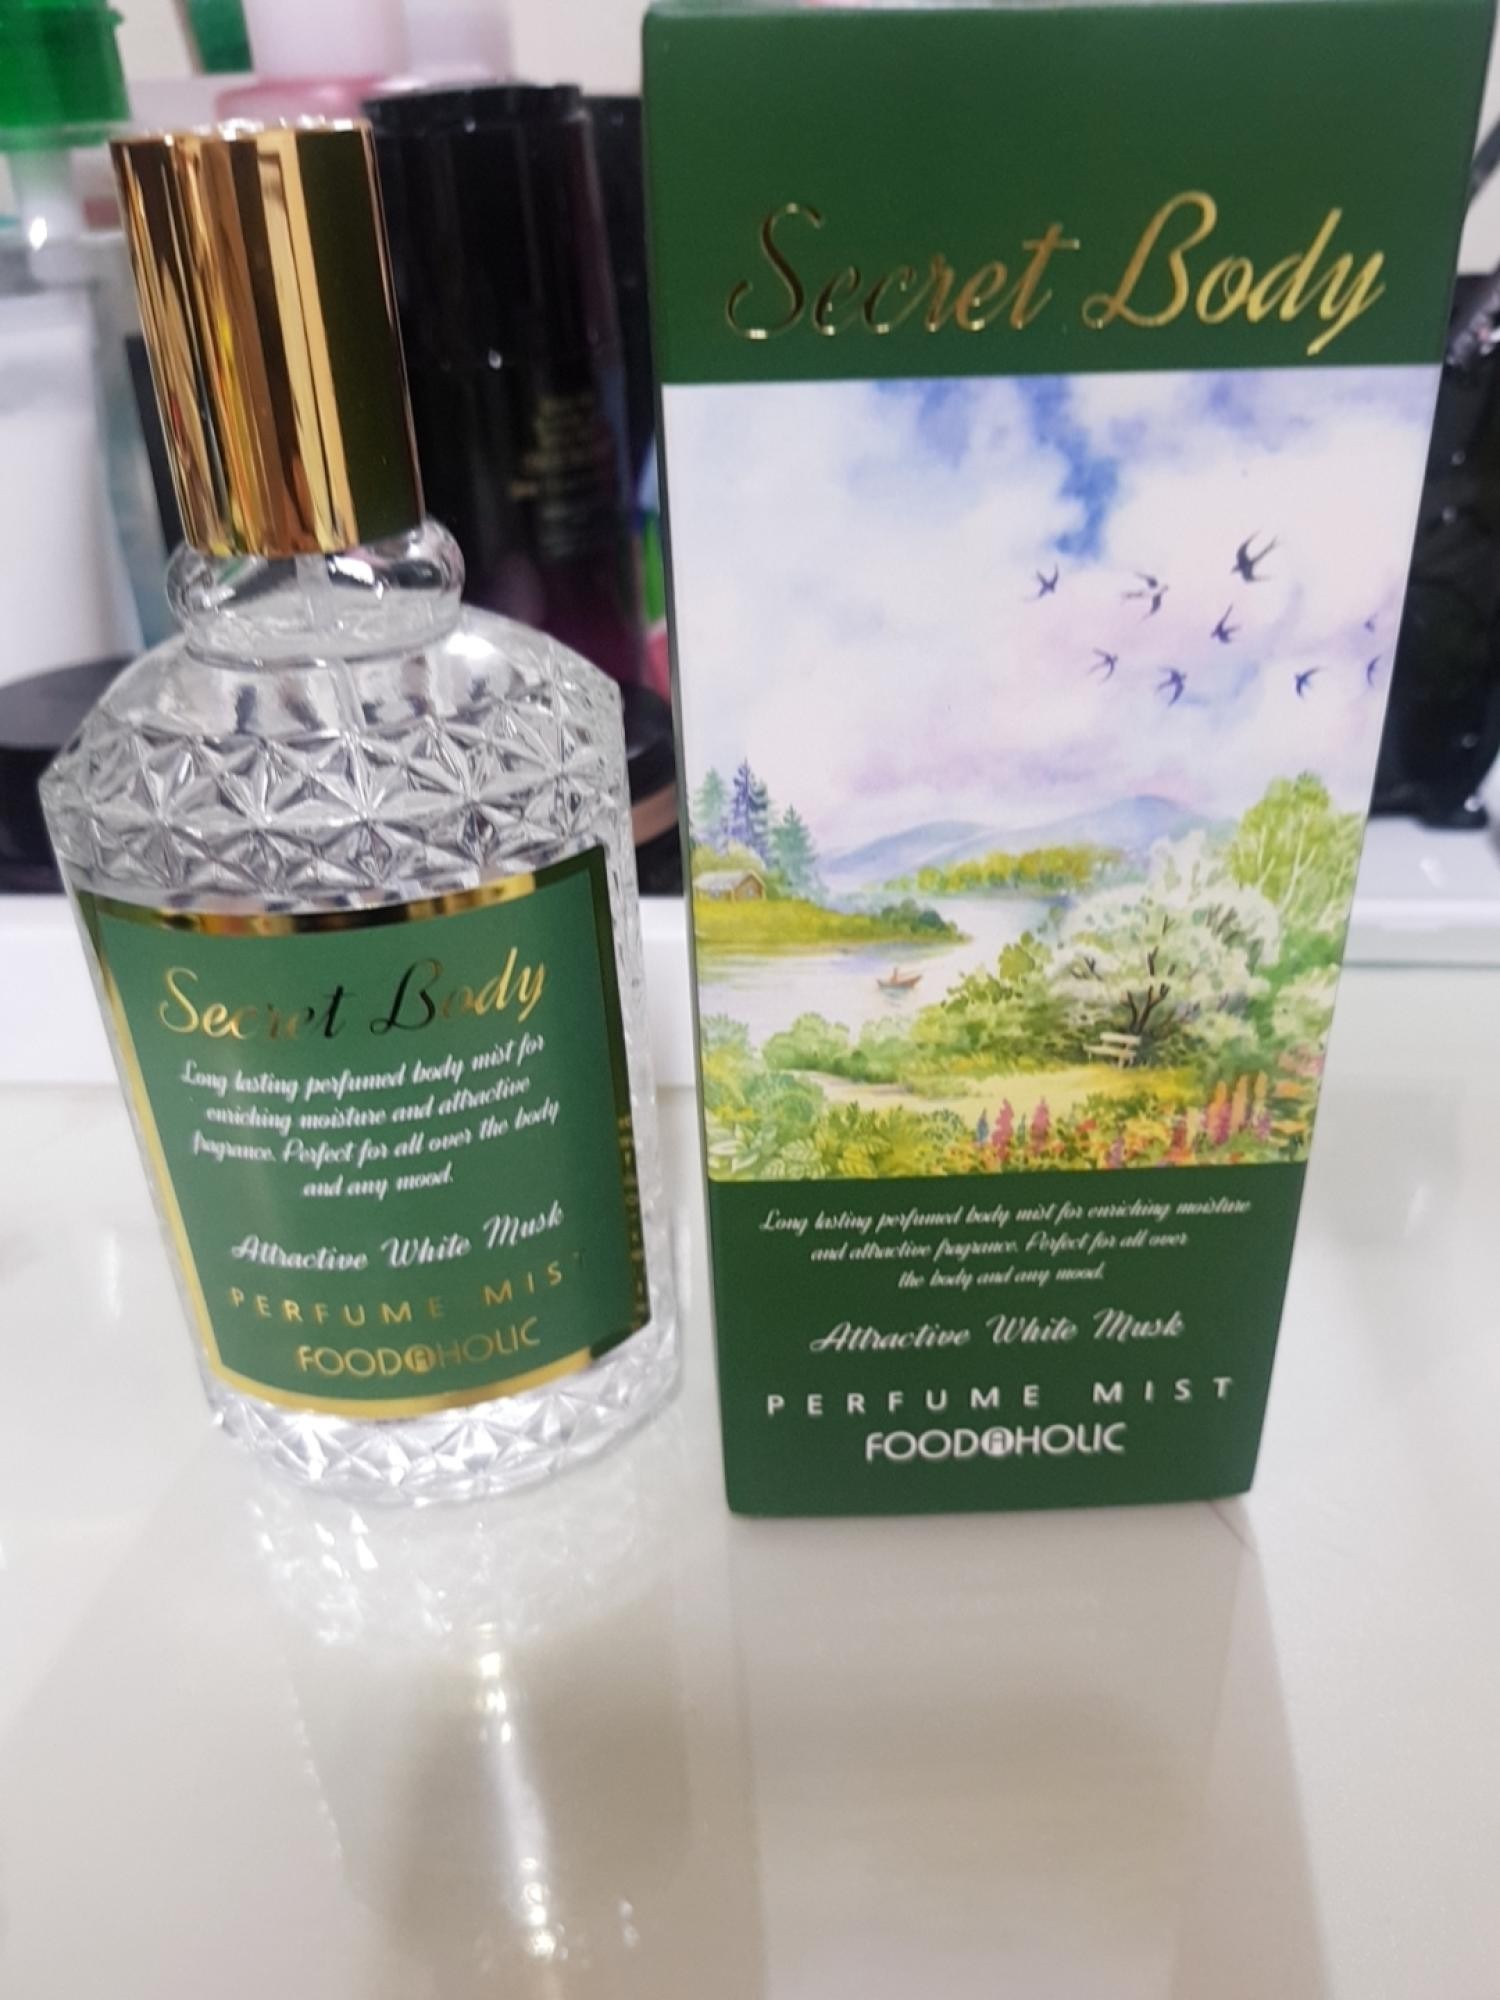 Secret Body
Long lasting perfumed body mist for
enriching moisture and attractive
fragrance. Perfect for all over the body
and any mood.
Attractive White Musk
PERFUME MIST
FOODAHOLIC
Secret Body
Long lasting perfumed body mist for enriching moisture
and attractive fragrance. Perfect for all over
the body and any mood.
Attractive White Musk
PERFUME MIST
FOODAHOLIC